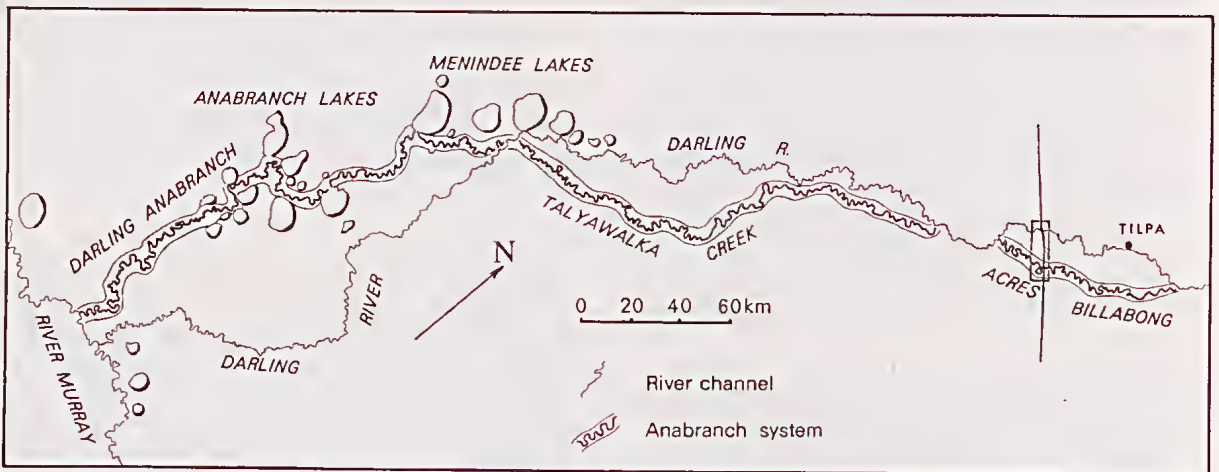 MENINDEE LAKES
ANABRANCH LAKES
DARLING R.
DARLING ANABRANCH
TALYAWALKA
CREEK
TILPA
ACRES
BILLABONG
N
RIVER
DARLING
RIVER MURRAY
0 20 40 60km
River channel
Anabranch system